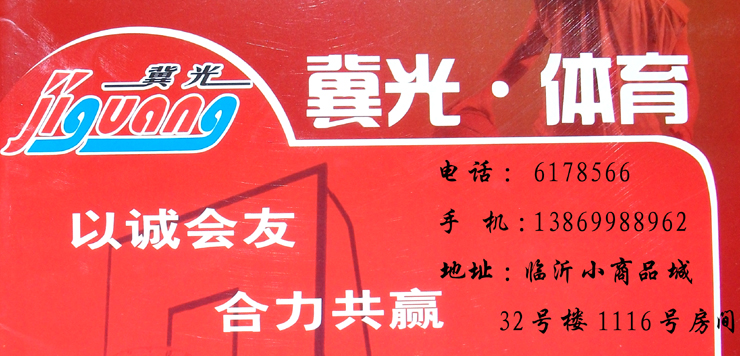 冀光
jiguang
冀光·体育
电话：6178566
手机：13869988962
地址：临沂小商品城
32号楼1116号房间
以诚会友
合力共赢